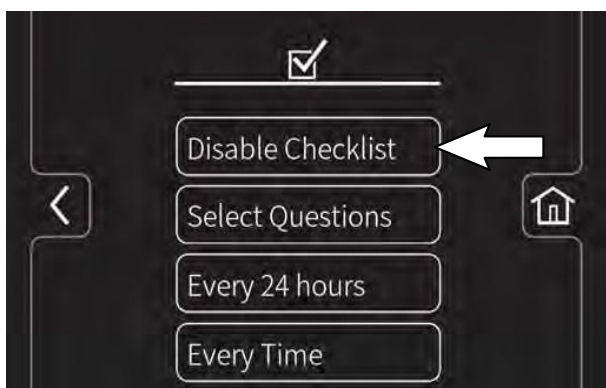 Disable Checklist
Select Questions
Every 24 hours
Every Time